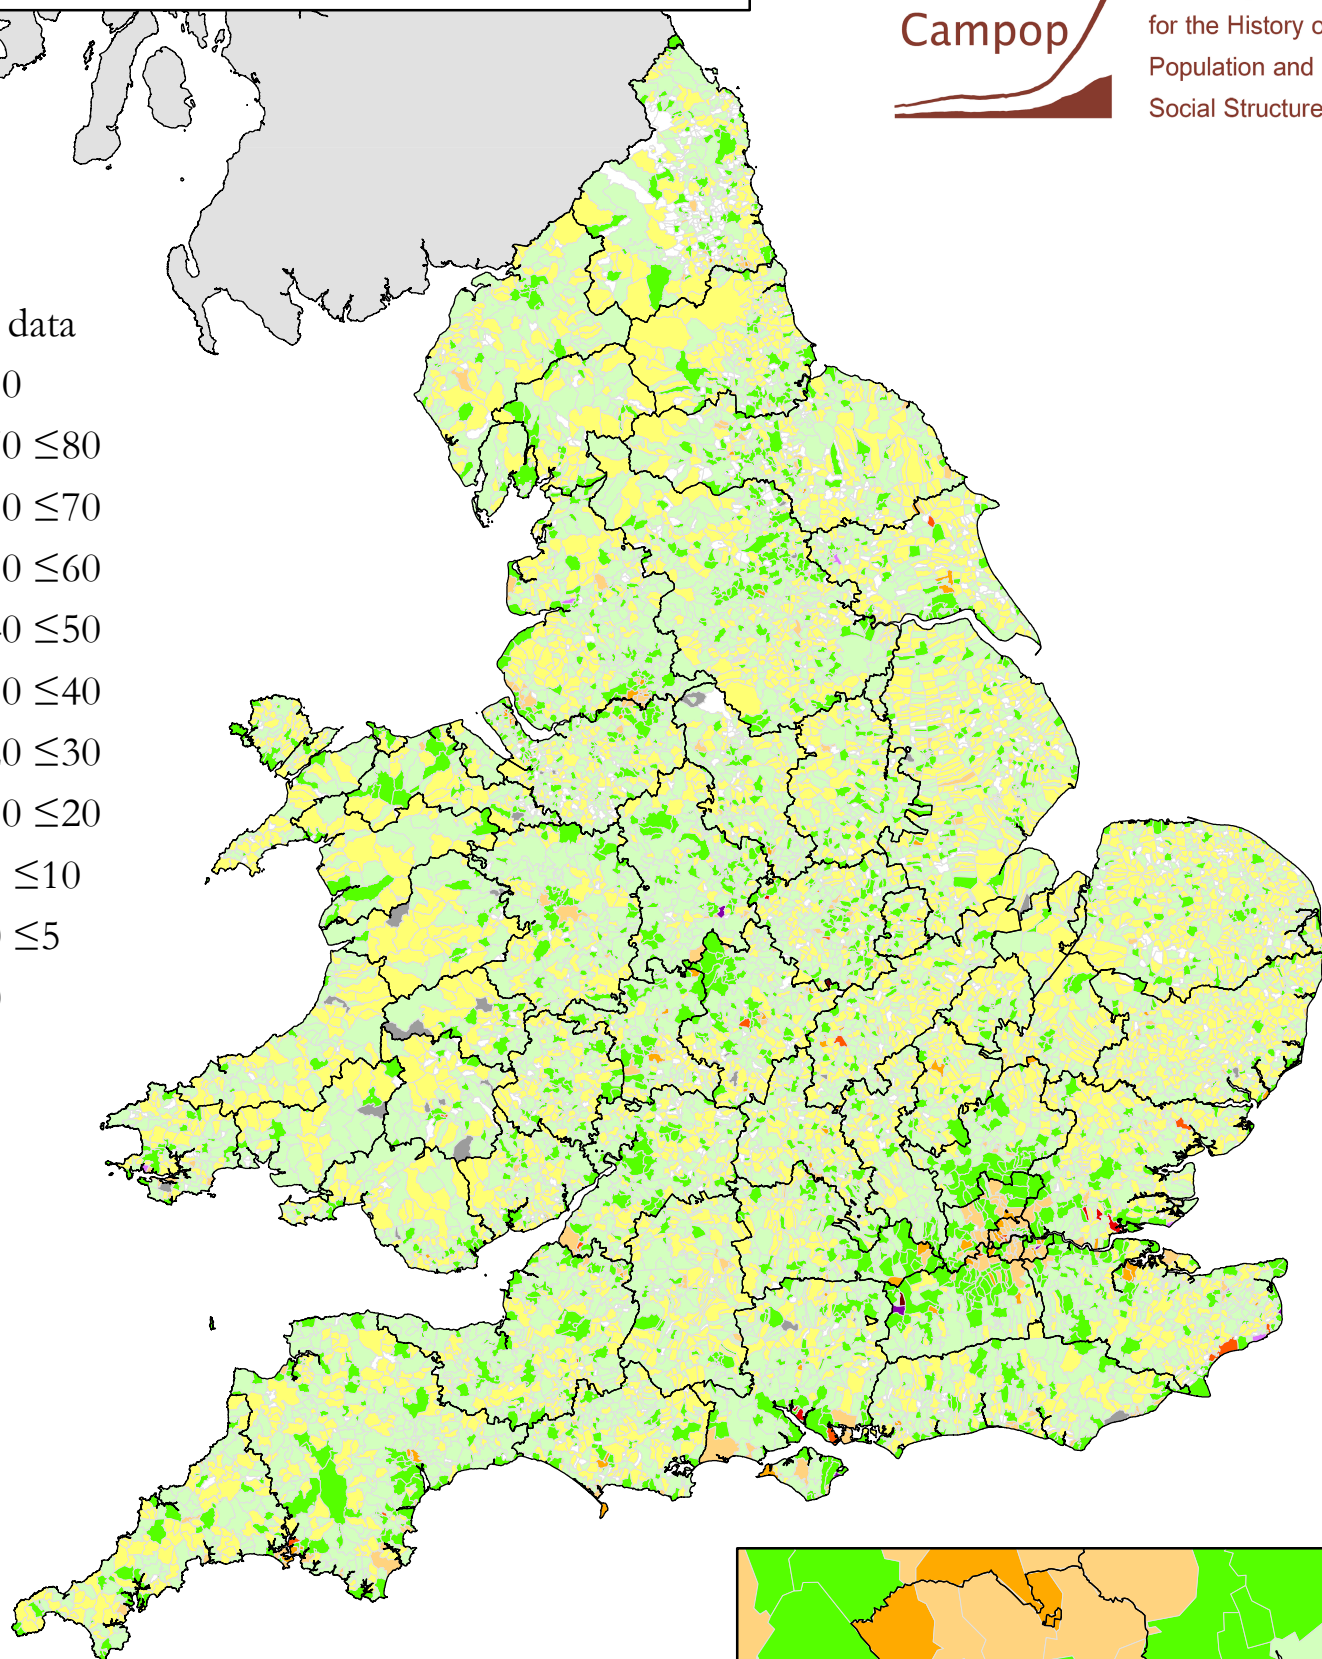 Campop
for the History o
Population and
Social Structure
data
0
0 ≤80
0 ≤70
0 ≤60
0 ≤50
0 ≤40
0 ≤30
0 ≤20
≤10
≤5